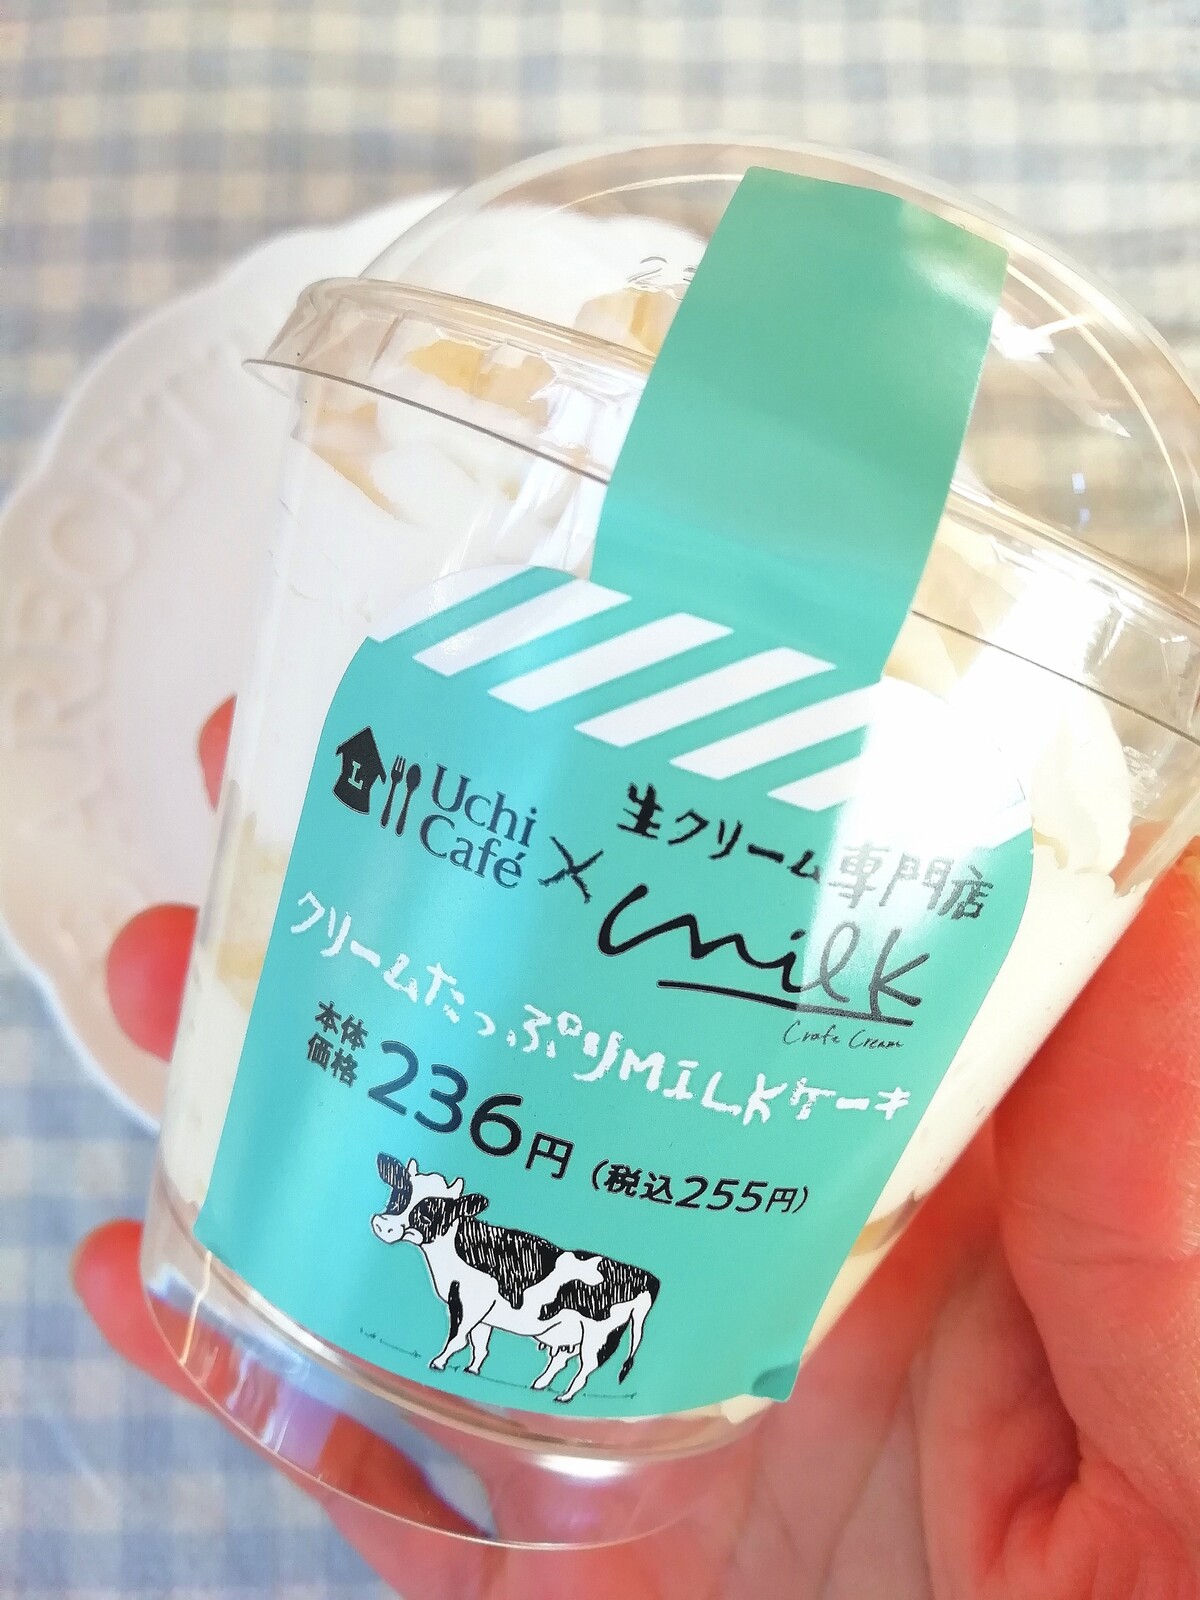 L
Uchi
Café
×
生クリーム専門店
milk
Craft Cream
クリームたっぷりMiLKケーキ
本体
価格
236円
(税込255円)